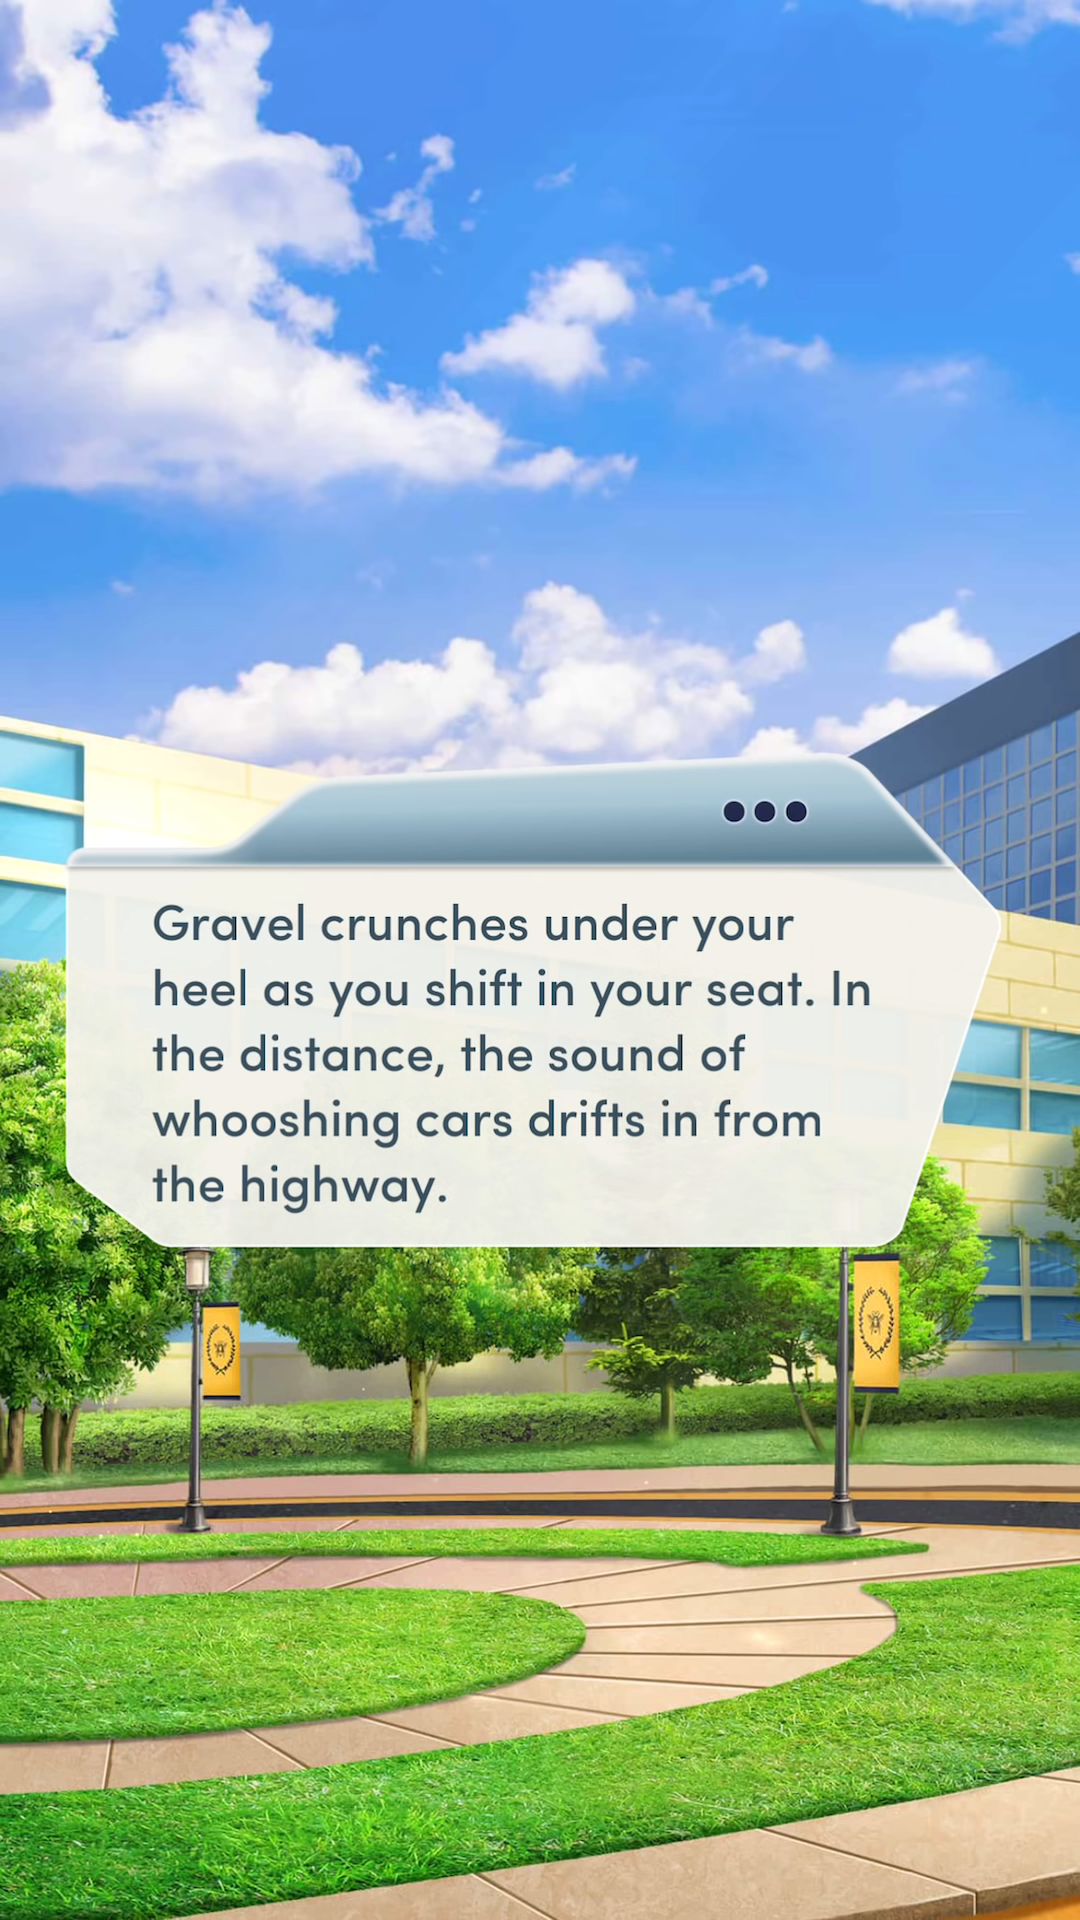 Gravel crunches under your
heel as you shift in your seat. In
the distance, the sound of
whooshing cars drifts in from
the highway.